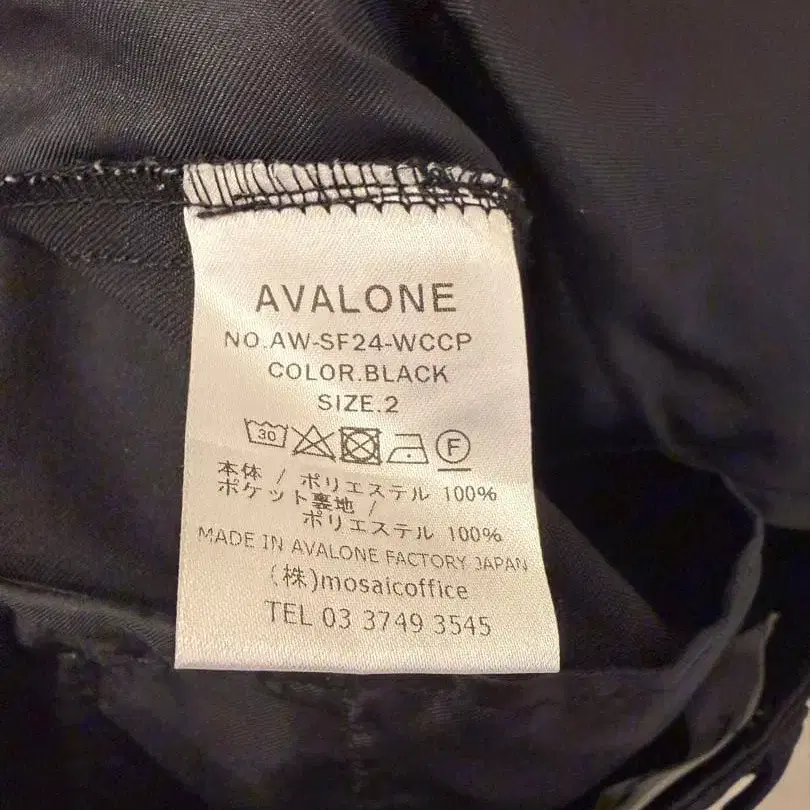 AVALONE
NO.AW-SF24-WCCP
COLOR.BLACK
SIZE.2
30 F
本体 / ポリエステル 100%
ポケット裏地 /
ポリエステル 100%
MADE IN AVALONE FACTORY JAPAN
(株)mosaicoffice
TEL 03 3749 3545